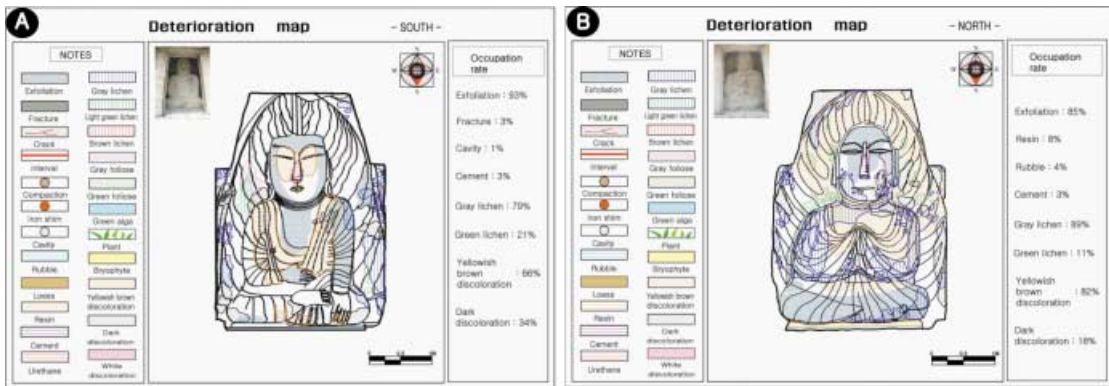 A
Deterioration map
- SOUTH -
NOTES
Exfoliation
Gray lichen
Fracture
Light green lichen
Crack
Brown lichen
Interval
Gray foliose
Compaction
Green foliose
Iron shim
Green alga
Cavity
Plant
Rubble
Bryophyte
Loess
Yellowish brown
discoloration
Resin
Dark
discoloration
Cement
White
discoloration
Urethane
Occupation
rate
Exfoliation : 93%
Fracture : 3%
Cavity : 1%
Cement : 3%
Gray lichen : 79%
Green lichen : 21%
Yellowish
brown : 66%
discoloration
Dark
discoloration : 34%
B
Deterioration map
- NORTH -
NOTES
Exfoliation
Gray lichen
Fracture
Light green lichen
Crack
Brown lichen
Interval
Gray foliose
Compaction
Green foliose
Iron shim
Green alga
Cavity
Plant
Rubble
Bryophyte
Loess
Yellowish brown
discoloration
Resin
Dark
discoloration
Cement
White
discoloration
Urethane
Occupation
rate
Exfoliation : 85%
Resin : 8%
Rubble : 4%
Cement : 3%
Gray lichen : 89%
Green lichen : 11%
Yellowish
brown : 82%
discoloration
Dark
discoloration : 18%